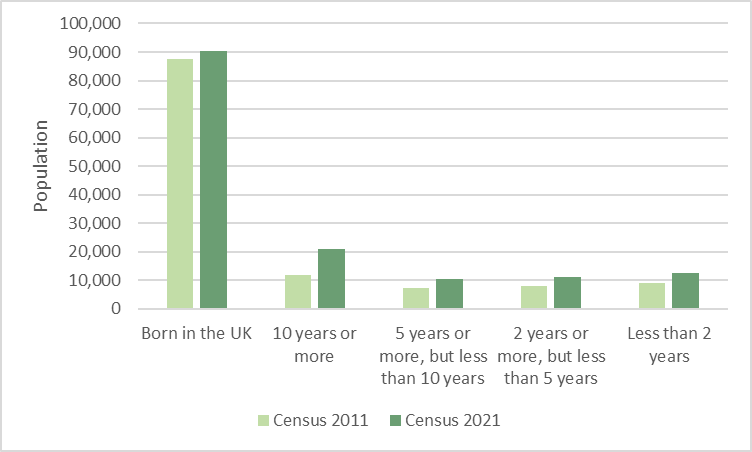 100,000
90,000
80,000
70,000
60,000
50,000
40,000
30,000
20,000
10,000
0
Population
Born in the UK
10 years or
more
5 years or
more, but less
than 10 years
2 years or
more, but less
than 5 years
Less than 2
years
Census 2011
Census 2021